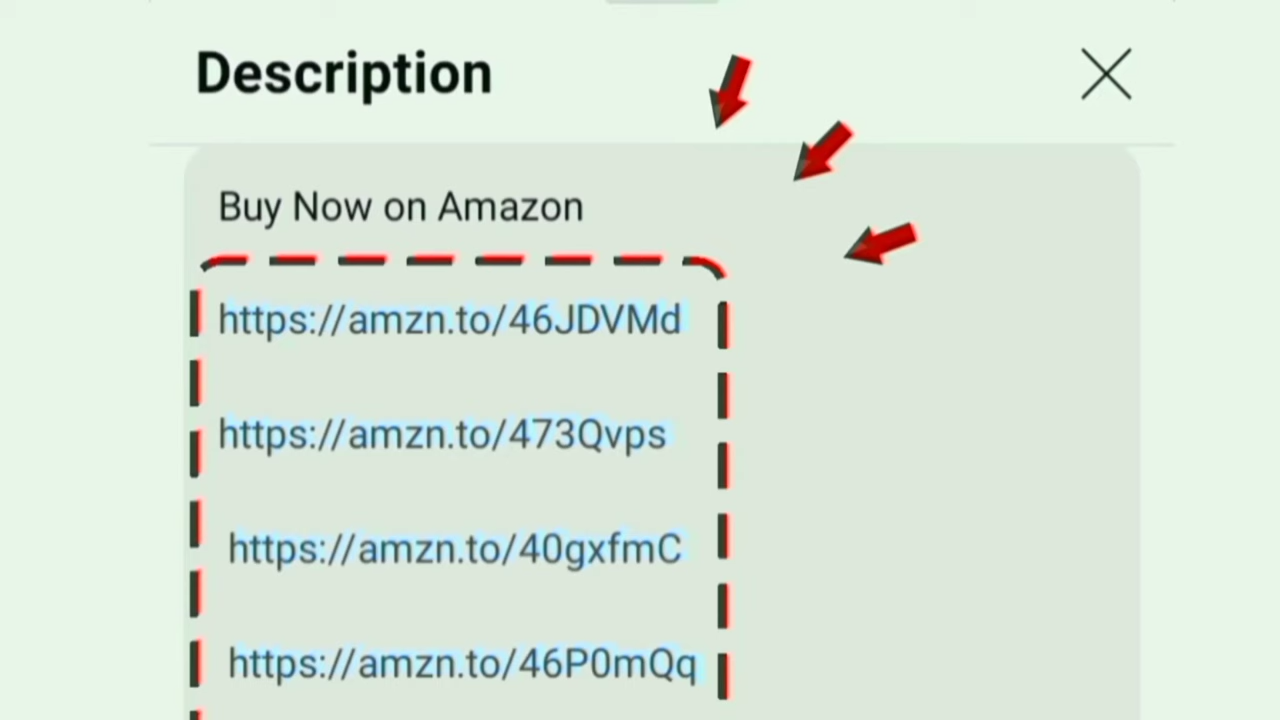 Description
Buy Now on Amazon
https://amzn.to/46JDVMd
https://amzn.to/473Qvps
https://amzn.to/40gxfmC
https://amzn.to/46P0mQq